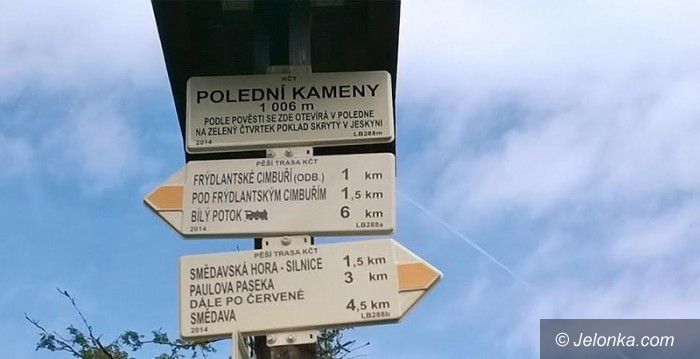 KČT
POLEDNÍ KAMENY
1 006 m
PODLE POVĚSTI SE ZDE OTEVÍRÁ V POLEDNE
NA ZELENÝ ČTVRTEK POKLAD SKRYTÝ V JESKYNI
2014 LB288m
PĚŠÍ TRASA KČT
FRÝDLANTSKÉ CIMBUŘÍ (ODB.) 1 km
POD FRÝDLANTSKÝM CIMBUŘÍM 1,5 km
BÍLÝ POTOK 6 km
2014 LB288a
PĚŠÍ TRASA KČT
SMĚDAVSKÁ HORA - SILNICE 1,5 km
PAULOVA PASEKA 3 km
DÁLE PO ČERVENÉ
SMĚDAVA 4,5 km
2014 LB288b
© Jelonka.com